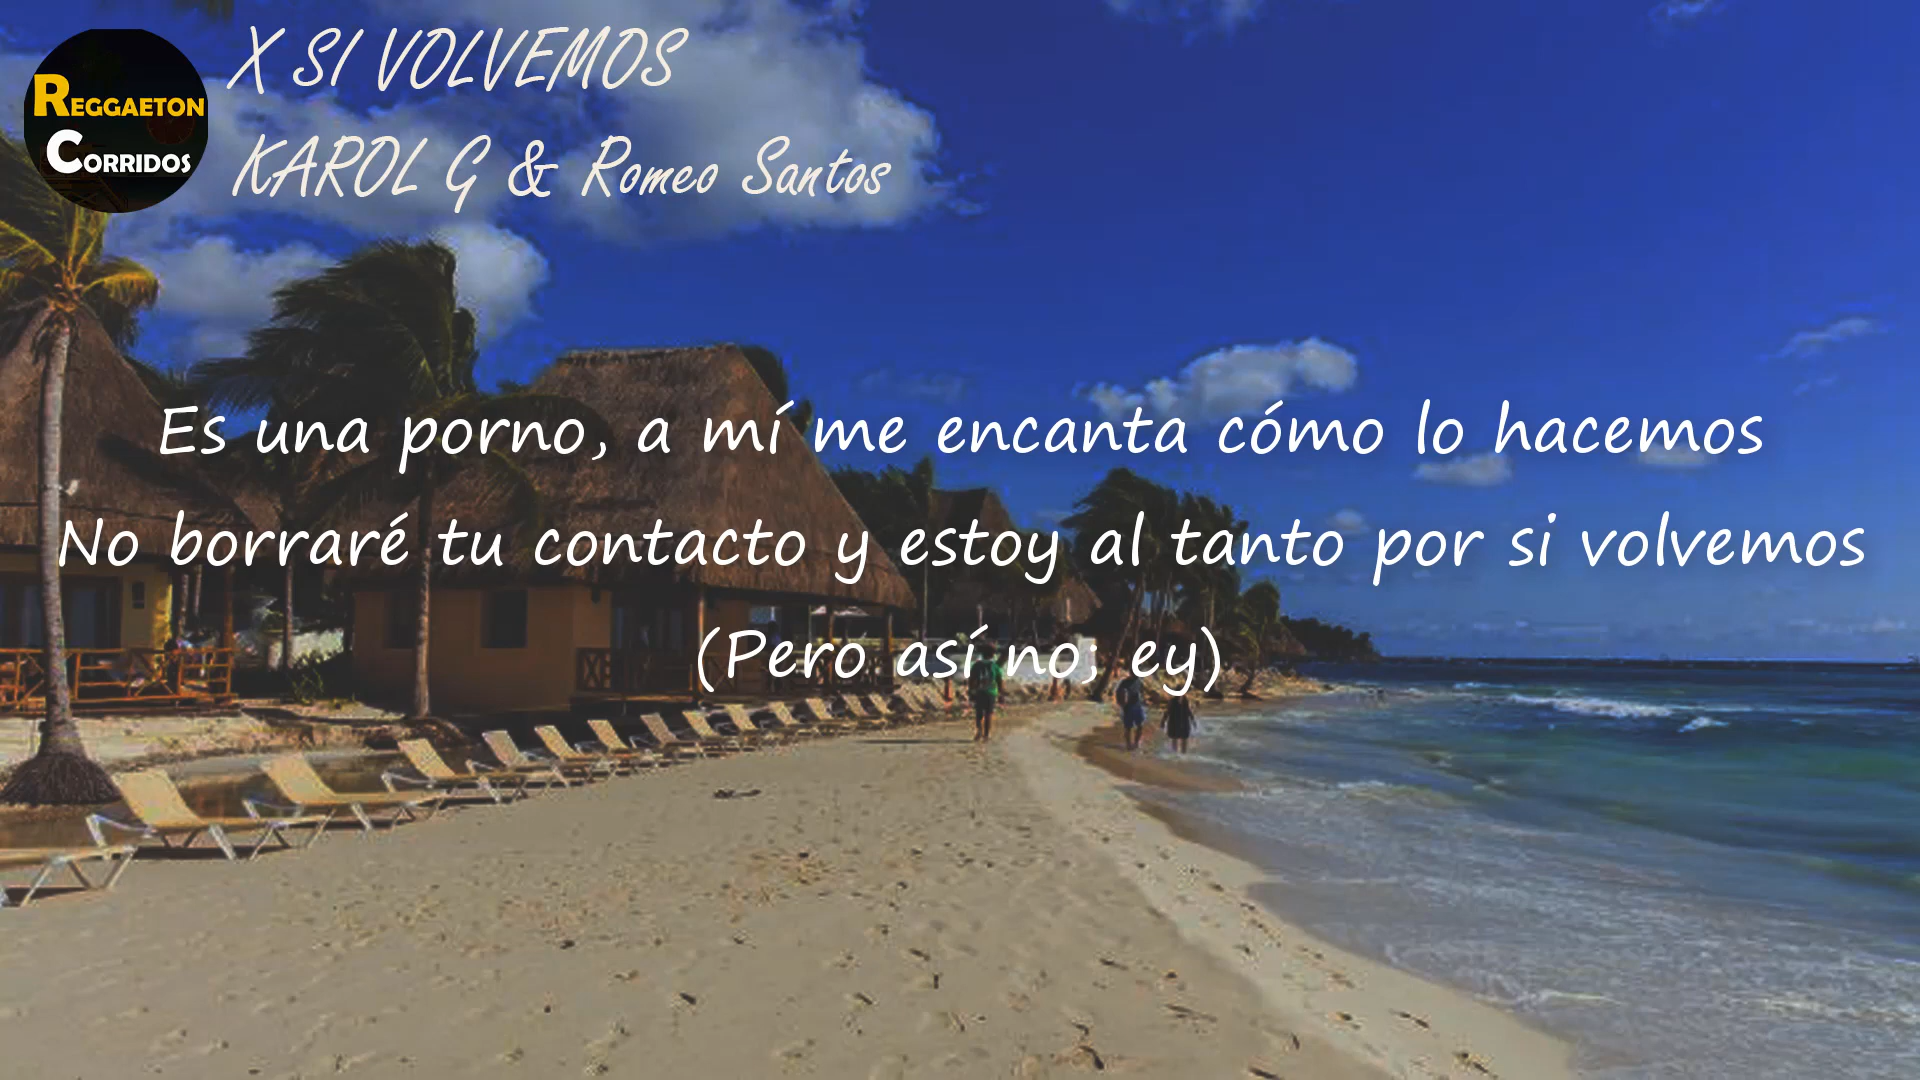 REGGAETON
CORRIDOS
X SI VOLVEMOS
KAROL G & Romeo Santos
Es una porno, a mí me encanta cómo lo hacemos
No borraré tu contacto y estoy al tanto por si volvemos
(Pero así no; ey)